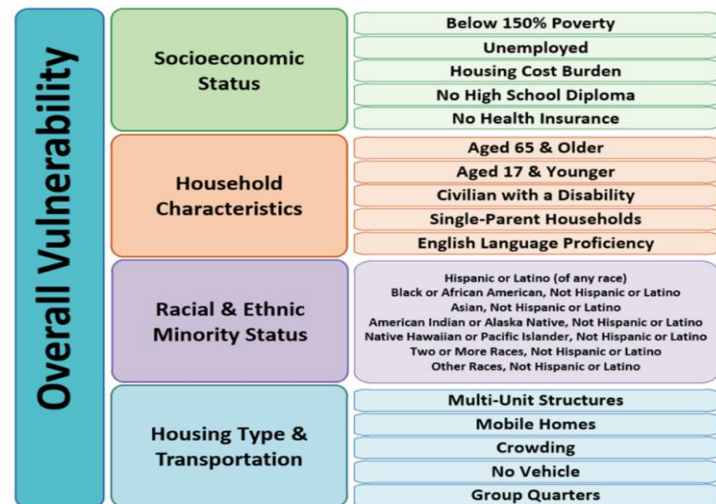 Overall Vulnerability
Socioeconomic
Status
Below 150% Poverty
Unemployed
Housing Cost Burden
No High School Diploma
No Health Insurance
Household
Characteristics
Aged 65 & Older
Aged 17 & Younger
Civilian with a Disability
Single-Parent Households
English Language Proficiency
Racial & Ethnic
Minority Status
Hispanic or Latino (of any race)
Black or African American, Not Hispanic or Latino
Asian, Not Hispanic or Latino
American Indian or Alaska Native, Not Hispanic or Latino
Native Hawaiian or Pacific Islander, Not Hispanic or Latino
Two or More Races, Not Hispanic or Latino
Other Races, Not Hispanic or Latino
Housing Type &
Transportation
Multi-Unit Structures
Mobile Homes
Crowding
No Vehicle
Group Quarters